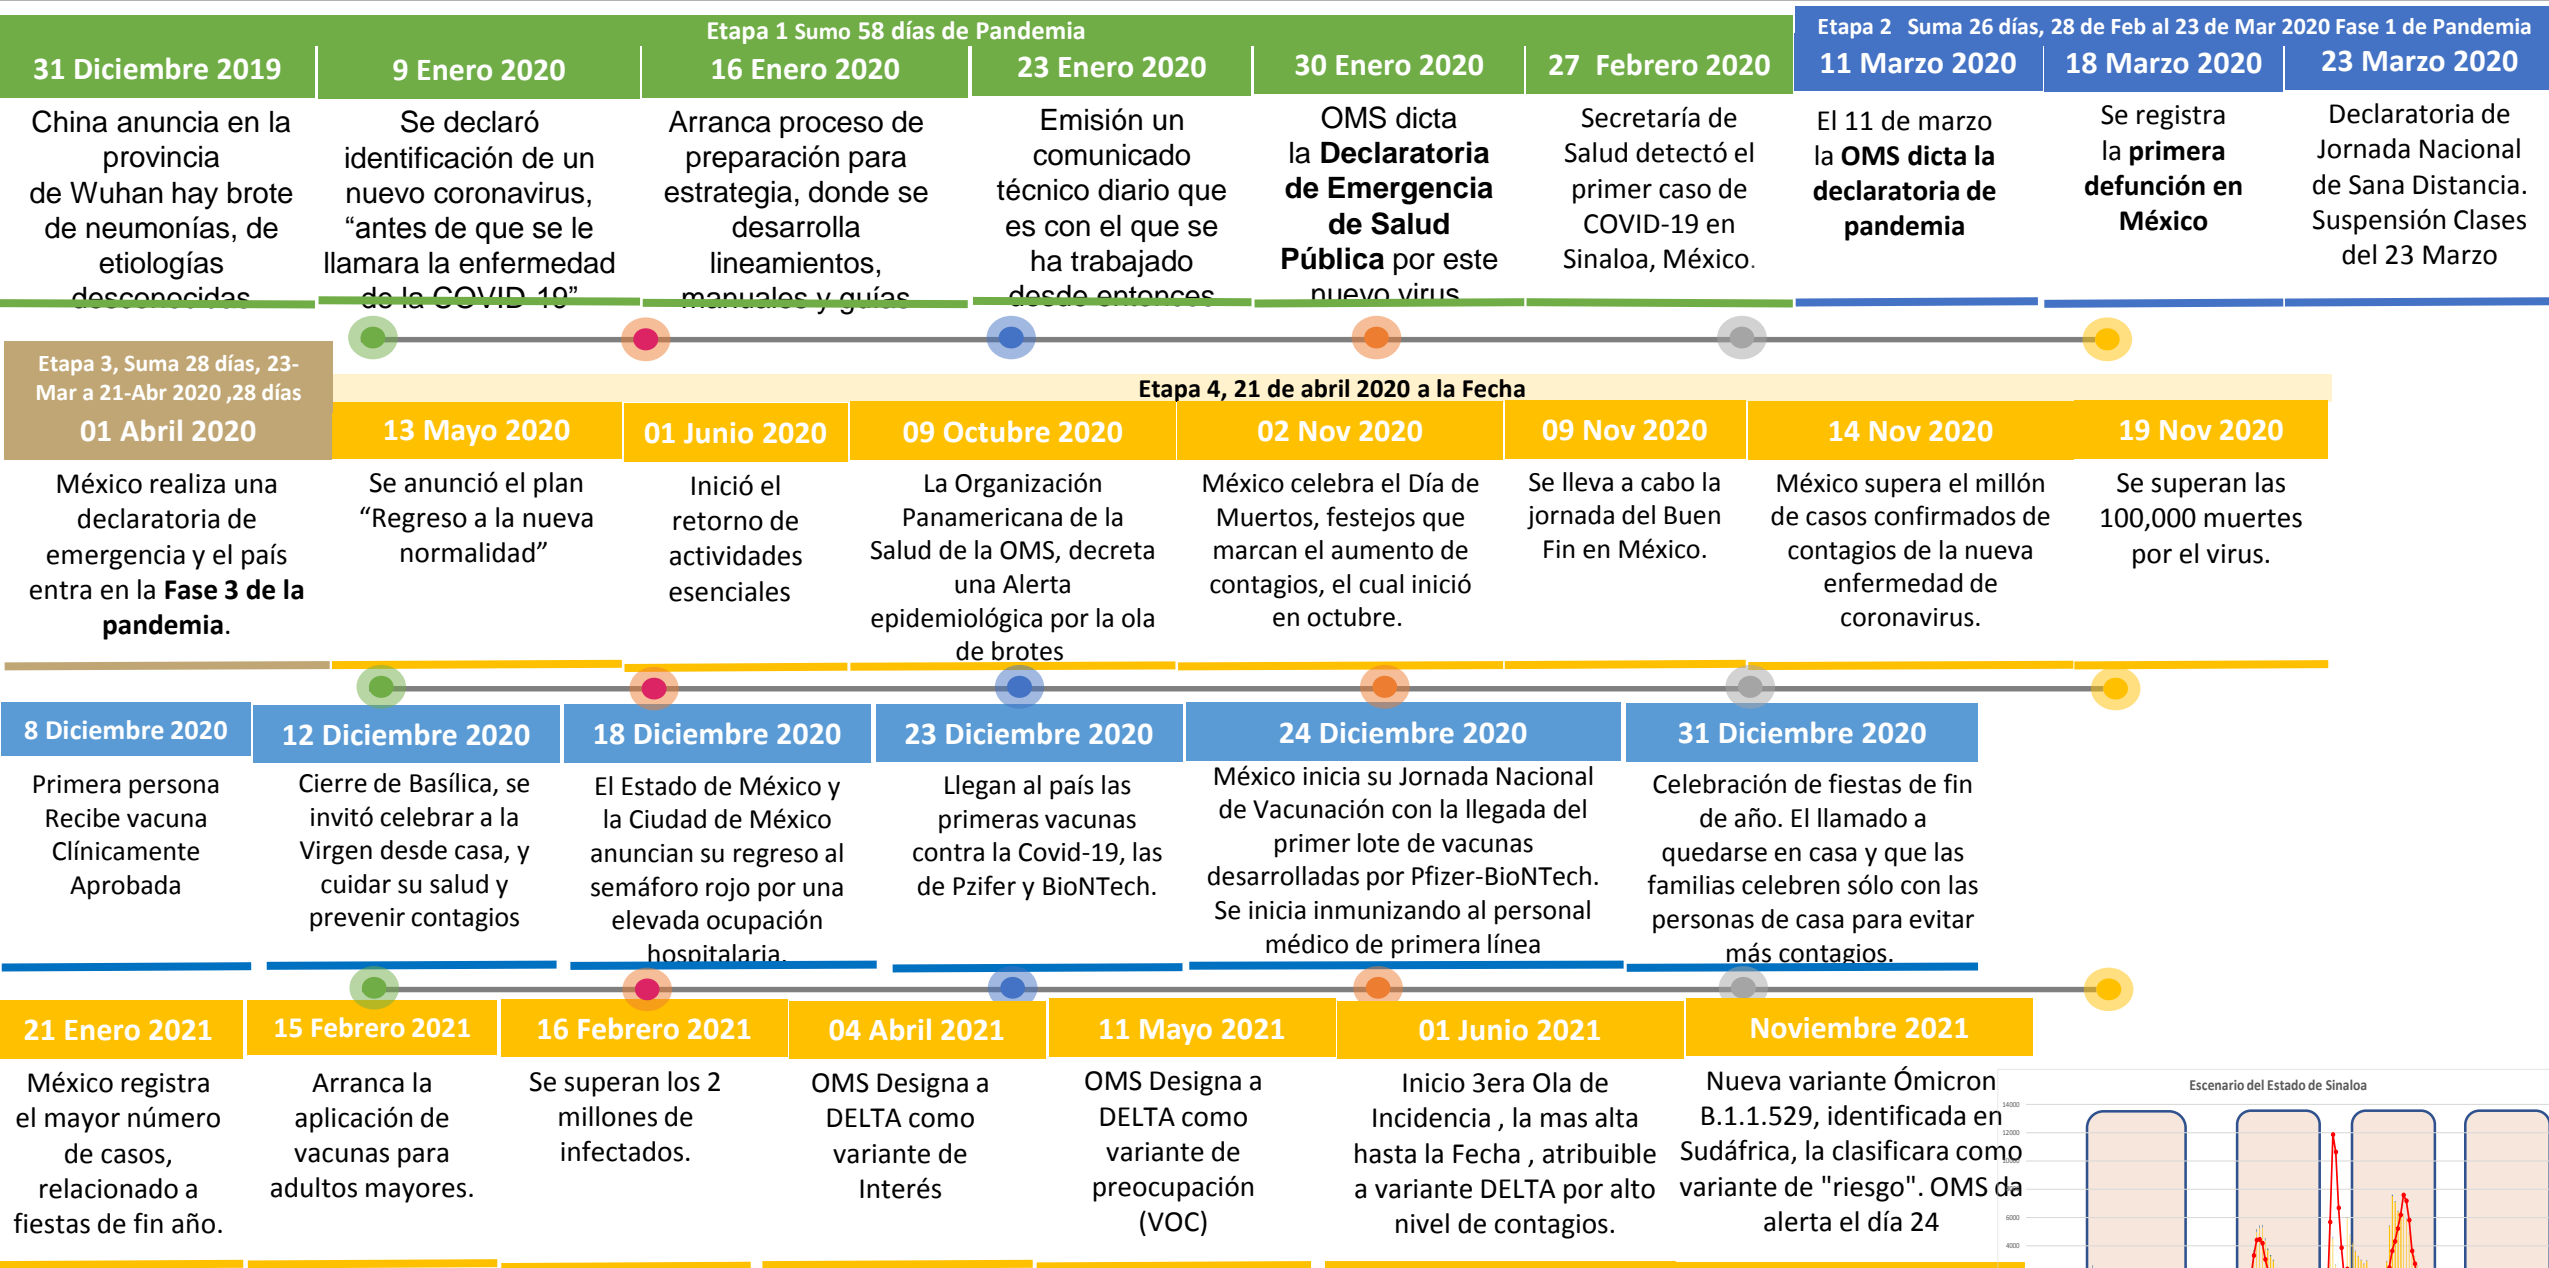 Etapa 1 Sumo 58 días de Pandemia
Etapa 2 Suma 26 días, 28 de Feb al 23 de Mar 2020 Fase 1 de Pandemia
31 Diciembre 2019
China anuncia en la
provincia
de Wuhan hay brote
de neumonías, de
etiologías
desconocidas
9 Enero 2020
Se declaró
identificación de un
nuevo coronavirus,
“antes de que se le
llamara la enfermedad
de la COVID-19”
16 Enero 2020
Arranca proceso de
preparación para
estrategia, donde se
desarrolla
lineamientos,
manuales y guías
23 Enero 2020
Emisión un
comunicado
técnico diario que
es con el que se
ha trabajado
desde entonces
30 Enero 2020
OMS dicta
la Declaratoria
de Emergencia
de Salud
Pública por este
nuevo virus
27 Febrero 2020
Secretaría de
Salud detectó el
primer caso de
COVID-19 en
Sinaloa, México.
11 Marzo 2020
El 11 de marzo
la OMS dicta la
declaratoria de
pandemia
18 Marzo 2020
Se registra
la primera
defunción en
México
23 Marzo 2020
Declaratoria de
Jornada Nacional
de Sana Distancia.
Suspensión Clases
del 23 Marzo
Etapa 3, Suma 28 días, 23-
Mar a 21-Abr 2020 ,28 días
Etapa 4, 21 de abril 2020 a la Fecha
01 Abril 2020
México realiza una
declaratoria de
emergencia y el país
entra en la Fase 3 de la
pandemia.
13 Mayo 2020
Se anunció el plan
“Regreso a la nueva
normalidad”
01 Junio 2020
Inició el
retorno de
actividades
esenciales
09 Octubre 2020
La Organización
Panamericana de la
Salud de la OMS, decreta
una Alerta
epidemiológica por la ola
de brotes
02 Nov 2020
México celebra el Día de
Muertos, festejos que
marcan el aumento de
contagios, el cual inició
en octubre.
09 Nov 2020
Se lleva a cabo la
jornada del Buen
Fin en México.
14 Nov 2020
México supera el millón
de casos confirmados de
contagios de la nueva
enfermedad de
coronavirus.
19 Nov 2020
Se superan las
100,000 muertes
por el virus.
8 Diciembre 2020
Primera persona
Recibe vacuna
Clínicamente
Aprobada
12 Diciembre 2020
Cierre de Basílica, se
invitó celebrar a la
Virgen desde casa, y
cuidar su salud y
prevenir contagios
18 Diciembre 2020
El Estado de México y
la Ciudad de México
anuncian su regreso al
semáforo rojo por una
elevada ocupación
hospitalaria.
23 Diciembre 2020
Llegan al país las
primeras vacunas
contra la Covid-19, las
de Pzifer y BioNTech.
24 Diciembre 2020
México inicia su Jornada Nacional
de Vacunación con la llegada del
primer lote de vacunas
desarrolladas por Pfizer-BioNTech.
Se inicia inmunizando al personal
médico de primera línea
31 Diciembre 2020
Celebración de fiestas de fin
de año. El llamado a
quedarse en casa y que las
familias celebren sólo con las
personas de casa para evitar
más contagios.
21 Enero 2021
México registra
el mayor número
de casos,
relacionado a
fiestas de fin año.
15 Febrero 2021
Arranca la
aplicación de
vacunas para
adultos mayores.
16 Febrero 2021
Se superan los 2
millones de
infectados.
04 Abril 2021
OMS Designa a
DELTA como
variante de
Interés
11 Mayo 2021
OMS Designa a
DELTA como
variante de
preocupación
(VOC)
01 Junio 2021
Inicio 3era Ola de
Incidencia , la mas alta
hasta la Fecha , atribuible
a variante DELTA por alto
nivel de contagios.
Noviembre 2021
Nueva variante Ómicron
B.1.1.529, identificada en
Sudáfrica, la clasificara como
variante de "riesgo". OMS da
alerta el día 24
Escenario del Estado de Sinaloa
14000
12000
6000
4000